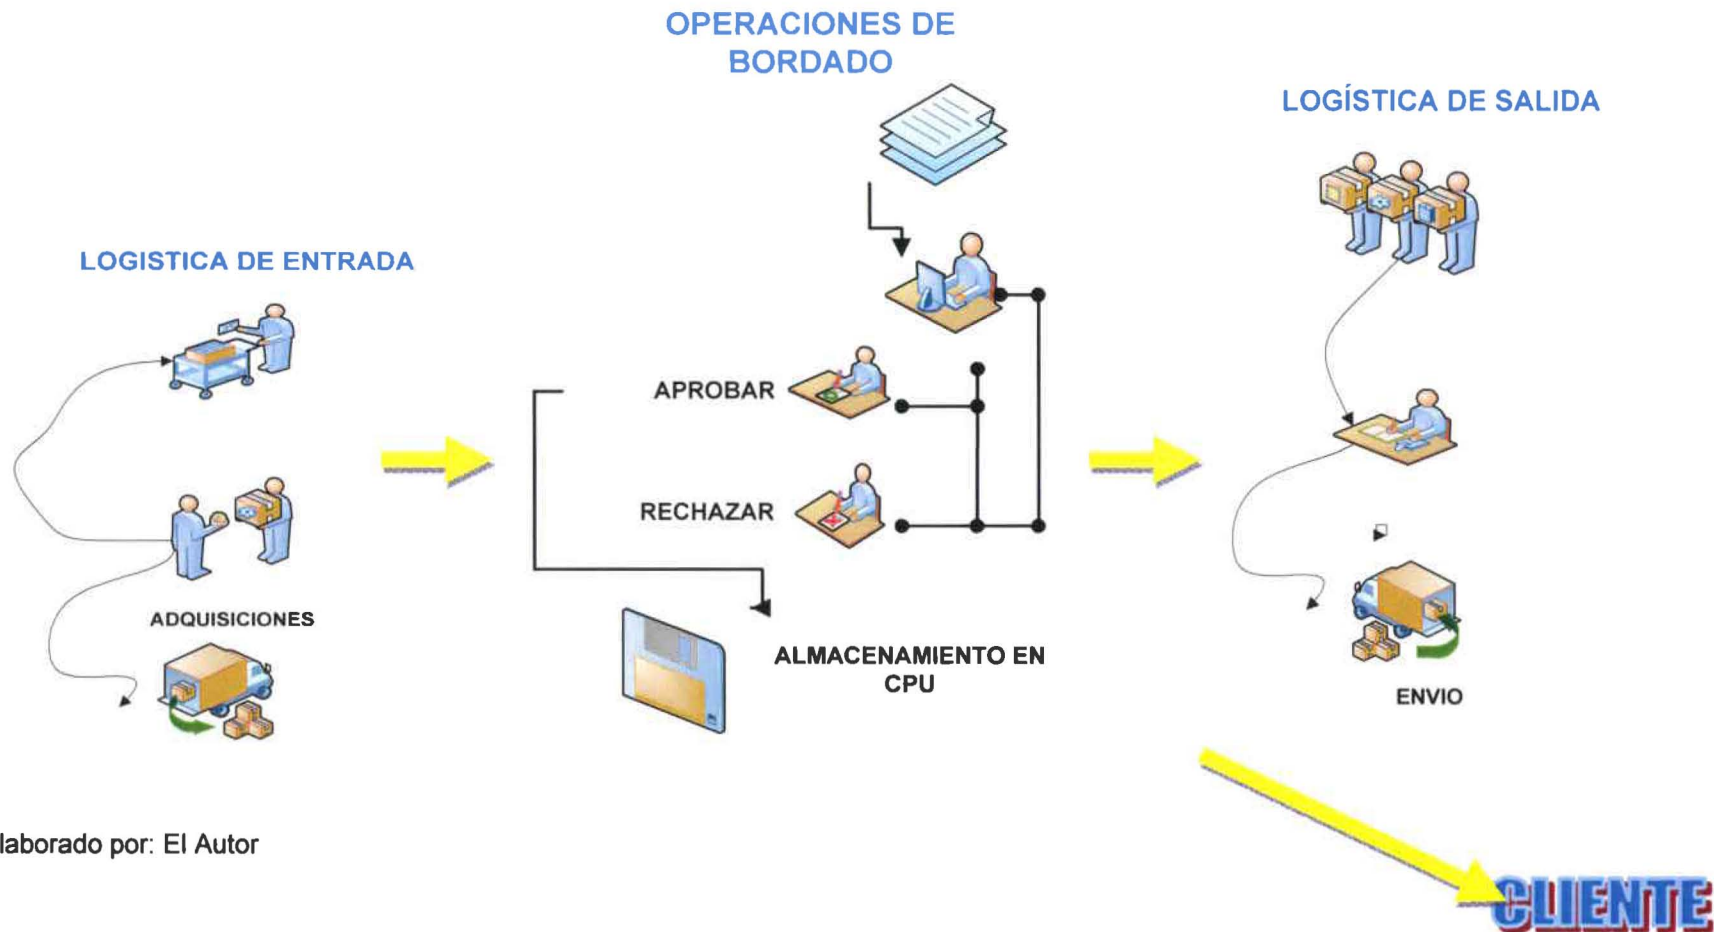 OPERACIONES DE
BORDADO
LOGÍSTICA DE SALIDA
LOGISTICA DE ENTRADA
APROBAR
RECHAZAR
ADQUISICIONES
ALMACENAMIENTO EN
CPU
ENVIO
laborado por: El Autor
CLIENTE